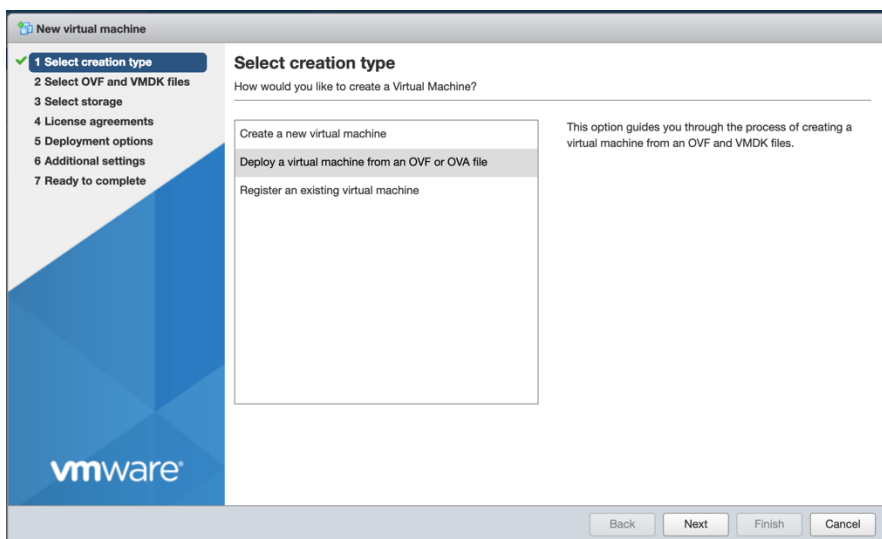 New virtual machine
1 Select creation type
2 Select OVF and VMDK files
3 Select storage
4 License agreements
5 Deployment options
6 Additional settings
7 Ready to complete
Select creation type
How would you like to create a Virtual Machine?
Create a new virtual machine
Deploy a virtual machine from an OVF or OVA file
Register an existing virtual machine
This option guides you through the process of creating a
virtual machine from an OVF and VMDK files.
vmware®
Back
Next
Finish
Cancel